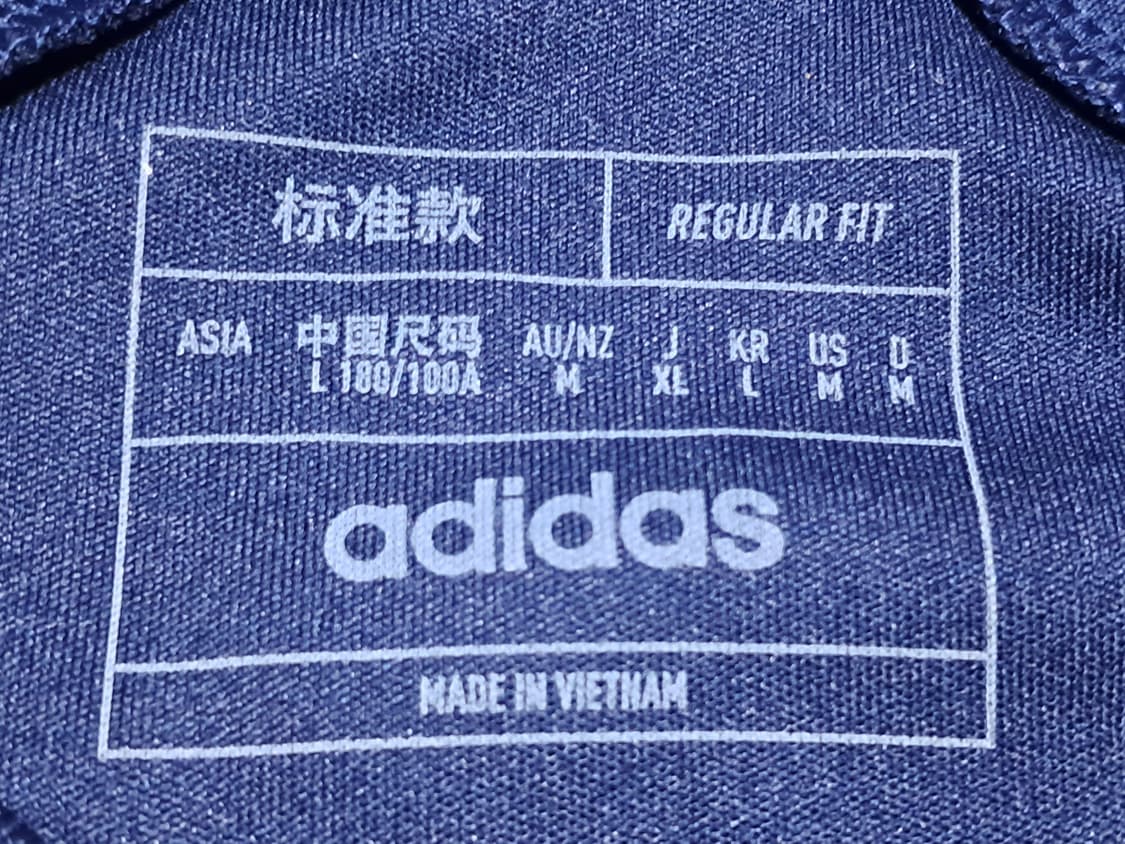 标准款 REGULAR FIT
ASIA 中国尺码 AU/NZ J KR US D
L 180/100A M XL L M M
adidas
MADE IN VIETNAM